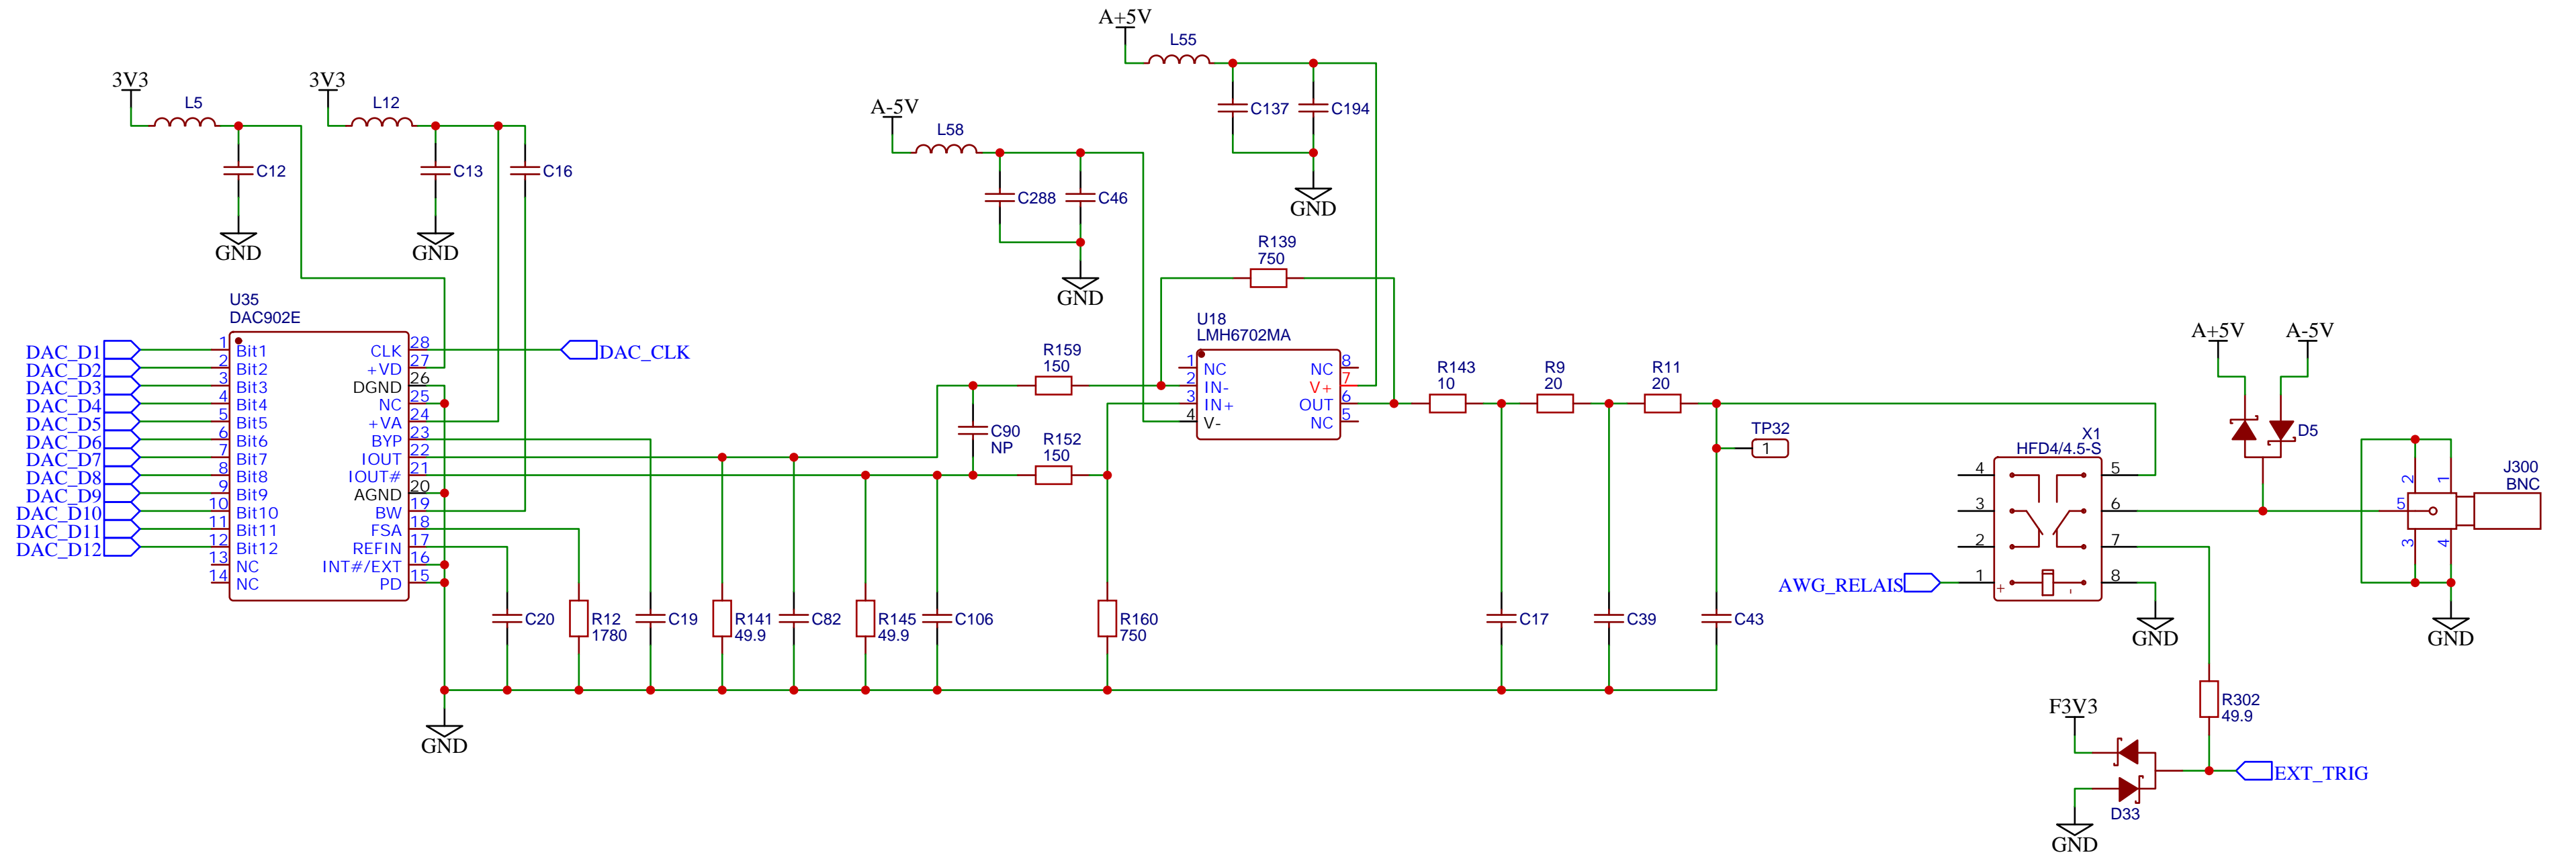 A+5V
L55
3V3
3V3
L5
L12
A-5V
C137
C194
L58
C12
C13
C16
C288
C46
GND
GND
GND
R139
750
GND
U35
DAC902E
U18
LMH6702MA
A+5V
A-5V
DAC_D1
DAC_D2
DAC_D3
DAC_D4
DAC_D5
DAC_D6
DAC_D7
DAC_D8
DAC_D9
DAC_D10
DAC_D11
DAC_D12
1 Bit1
2 Bit2
3 Bit3
4 Bit4
5 Bit5
6 Bit6
7 Bit7
8 Bit8
9 Bit9
10 Bit10
11 Bit11
12 Bit12
13 NC
14 NC
CLK 28
+VD 27
DGND 26
NC 25
+VA 24
BYP 23
IOUT 22
IOUT# 21
AGND 20
BW 19
FSA 18
REFIN 17
INT#/EXT 16
PD 15
DAC_CLK
R159
150
C90
NP
R152
150
1 NC
2 IN-
3 IN+
4 V-
NC 8
V+ 7
OUT 6
NC 5
R143
10
R9
20
R11
20
TP32
1
X1
HFD4/4.5-S
4
3
2
1
5
6
7
8
+
-
AWG_RELAIS
D5
J300
BNC
2
1
5
3
4
C20
R12
1780
C19
R141
49.9
C82
R145
49.9
C106
R160
750
C17
C39
C43
GND
GND
GND
R302
49.9
F3V3
EXT_TRIG
D33
GND